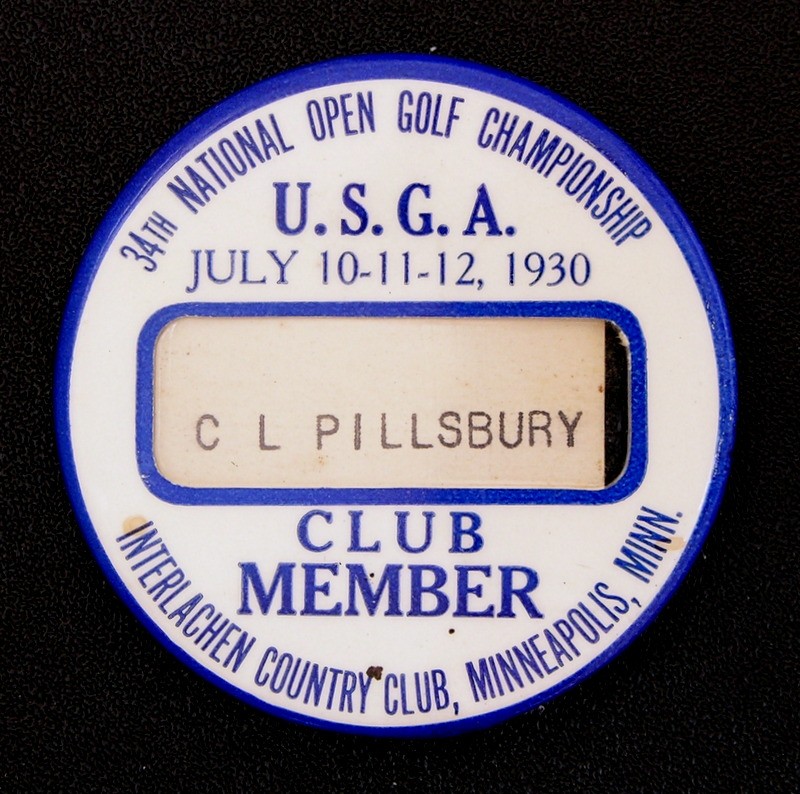 34TH NATIONAL OPEN GOLF CHAMPIONSHIP
U.S.G.A.
JULY 10-11-12, 1930
C L PILLSBURY
CLUB
MEMBER
INTERLACHEN COUNTRY CLUB, MINNEAPOLIS, MINN.